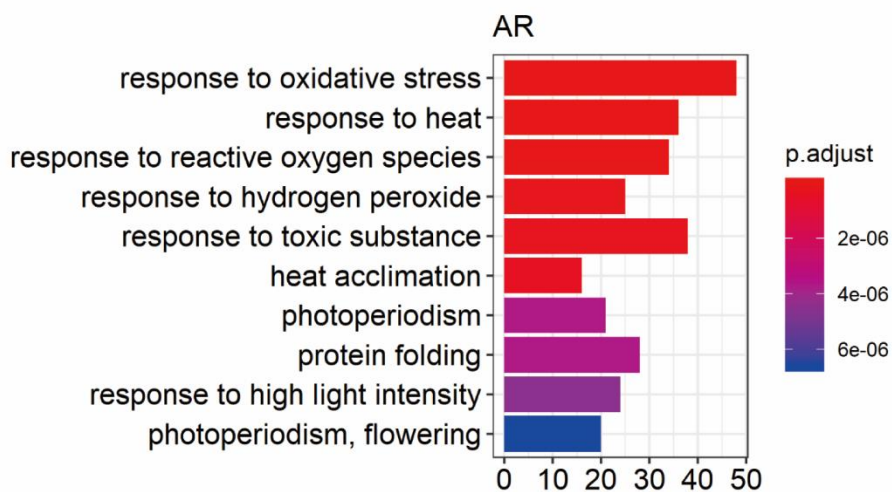 AR
response to oxidative stress
response to heat
response to reactive oxygen species
response to hydrogen peroxide
response to toxic substance
heat acclimation
photoperiodism
protein folding
response to high light intensity
photoperiodism, flowering
0 10 20 30 40 50
p.adjust
2e-06
4e-06
6e-06